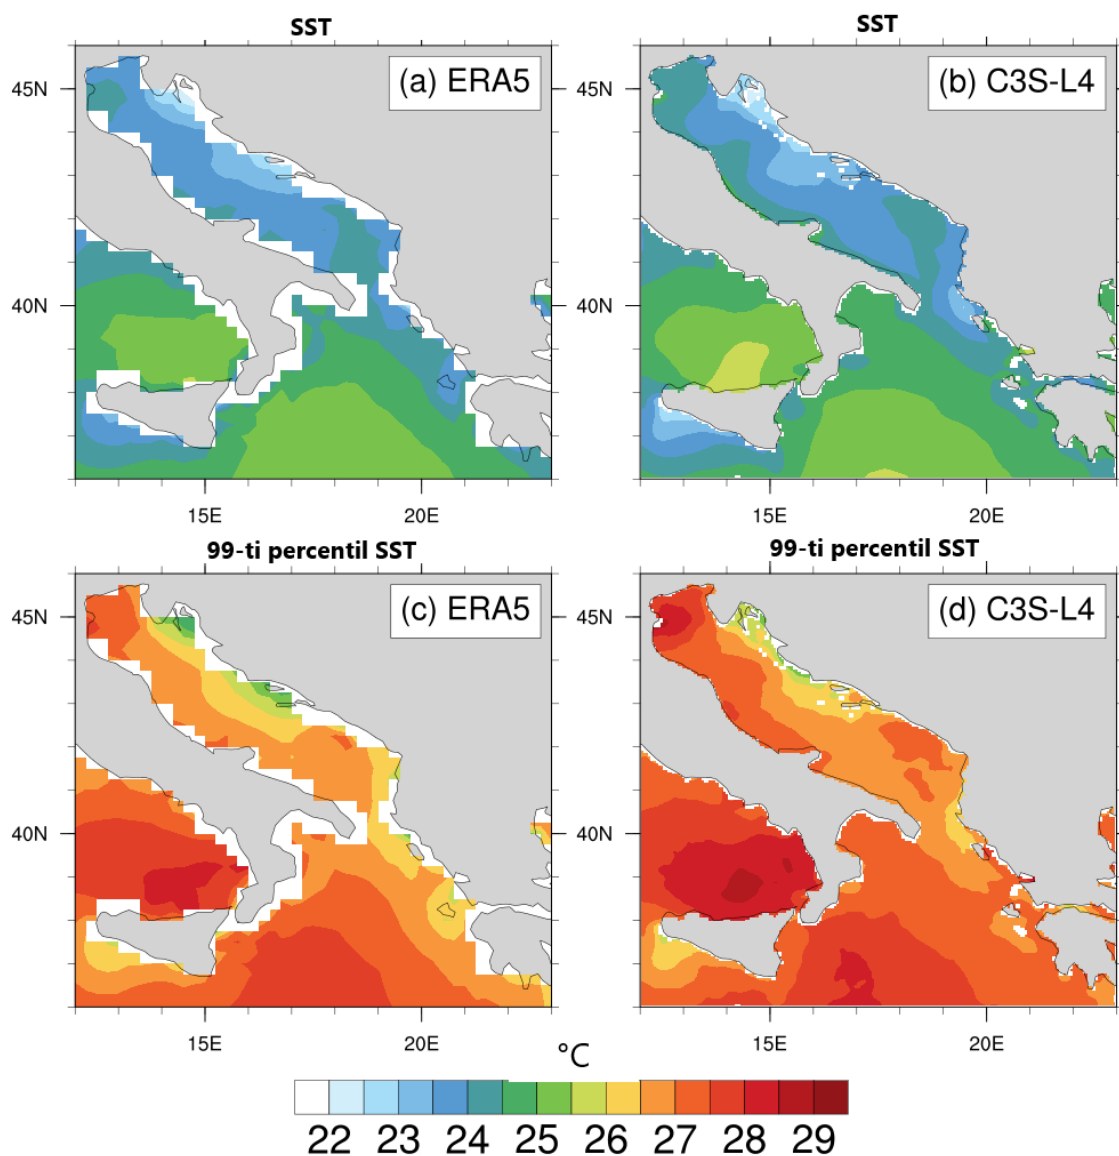 SST
SST
(a) ERA5
(b) C3S-L4
45N
45N
40N
40N
15E
20E
15E
20E
99-ti percentil SST
99-ti percentil SST
(c) ERA5
(d) C3S-L4
45N
45N
40N
40N
15E
20E
15E
20E
°C
22 23 24 25 26 27 28 29